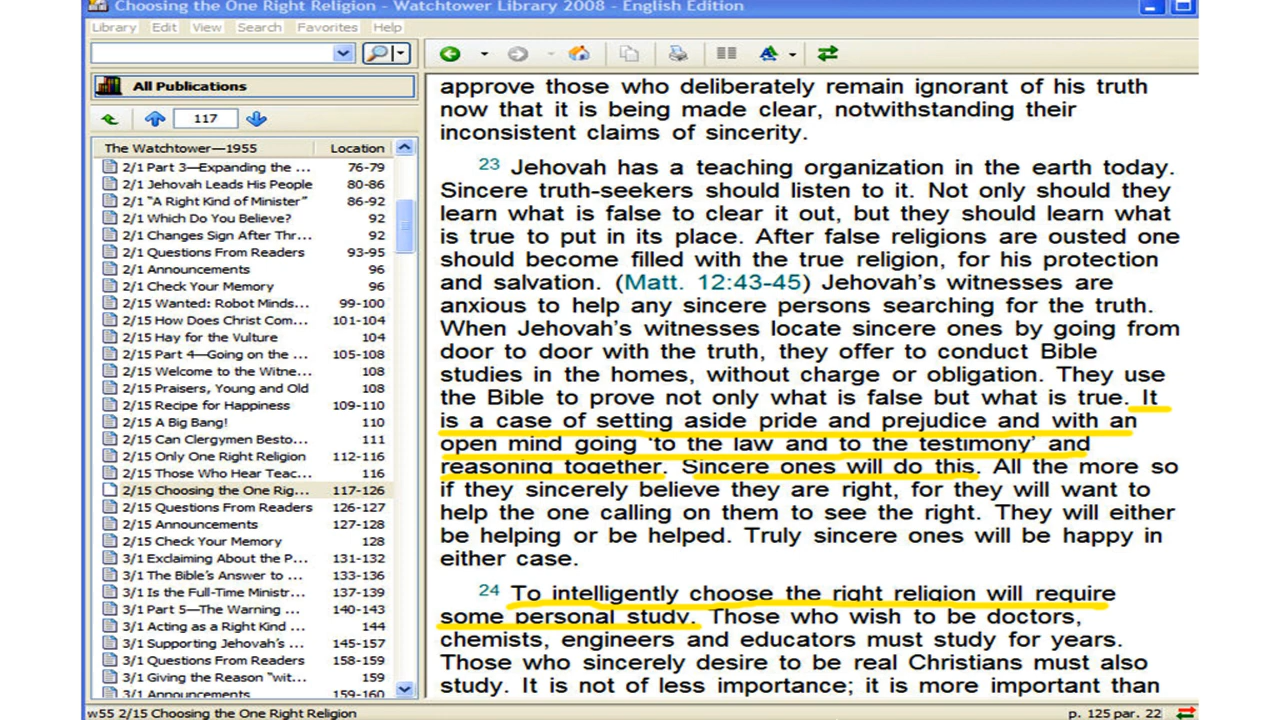 Choosing the One Right Religion - Watchtower Library 2008 - English Edition
Library Edit View Search Favorites Help
All Publications
117
The Watchtower—1955 Location
2/1 Part 3—Expanding the ... 76-79
2/1 Jehovah Leads His People 80-86
2/1 “A Right Kind of Minister” 86-92
2/1 Which Do You Believe? 92
2/1 Changes Sign After Thr... 92
2/1 Questions From Readers 93-95
2/1 Announcements 96
2/1 Check Your Memory 96
2/15 Wanted: Robot Minds... 99-100
2/15 How Does Christ Com... 101-104
2/15 Hay for the Vulture 104
2/15 Part 4—Going on the ... 105-108
2/15 Welcome to the Witne... 108
2/15 Praisers, Young and Old 108
2/15 Recipe for Happiness 109-110
2/15 A Big Bang! 110
2/15 Can Clergymen Besto... 111
2/15 Only One Right Religion 112-116
2/15 Those Who Hear Teac... 116
2/15 Choosing the One Rig... 117-126
2/15 Questions From Readers 126-127
2/15 Announcements 127-128
2/15 Check Your Memory 128
3/1 Exclaiming About the P... 131-132
3/1 The Bible’s Answer to ... 133-136
3/1 Is the Full-Time Ministr... 137-139
3/1 Part 5—The Warning ... 140-143
3/1 Acting as a Right Kind ... 144
3/1 Supporting Jehovah’s ... 145-157
3/1 Questions From Readers 158-159
3/1 Giving the Reason “wit... 159
3/1 Announcements 159-160
approve those who deliberately remain ignorant of his truth
now that it is being made clear, notwithstanding their
inconsistent claims of sincerity.
23 Jehovah has a teaching organization in the earth today.
Sincere truth-seekers should listen to it. Not only should they
learn what is false to clear it out, but they should learn what
is true to put in its place. After false religions are ousted one
should become filled with the true religion, for his protection
and salvation. (Matt. 12:43-45) Jehovah’s witnesses are
anxious to help any sincere persons searching for the truth.
When Jehovah’s witnesses locate sincere ones by going from
door to door with the truth, they offer to conduct Bible
studies in the homes, without charge or obligation. They use
the Bible to prove not only what is false but what is true. It
is a case of setting aside pride and prejudice and with an
open mind going ‘to the law and to the testimony’ and
reasoning together. Sincere ones will do this. All the more so
if they sincerely believe they are right, for they will want to
help the one calling on them to see the right. They will either
be helping or be helped. Truly sincere ones will be happy in
either case.
24 To intelligently choose the right religion will require
some personal study. Those who wish to be doctors,
chemists, engineers and educators must study for years.
Those who sincerely desire to be real Christians must also
study. It is not of less importance; it is more important than
w55 2/15 Choosing the One Right Religion p. 125 par. 22